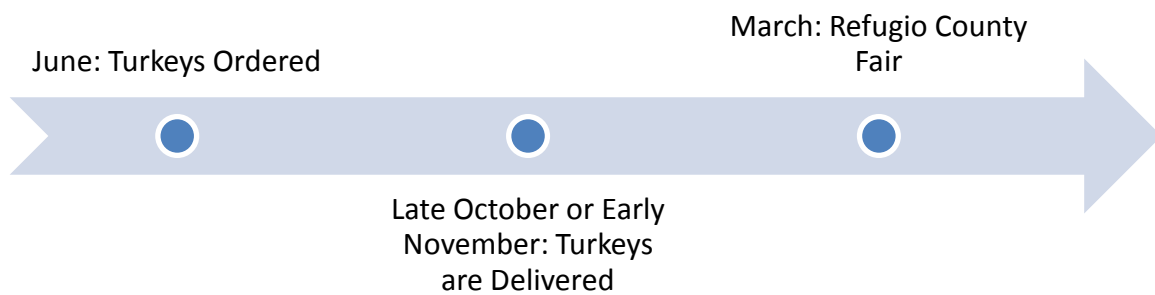 June: Turkeys Ordered
Late October or Early
November: Turkeys
are Delivered
March: Refugio County
Fair